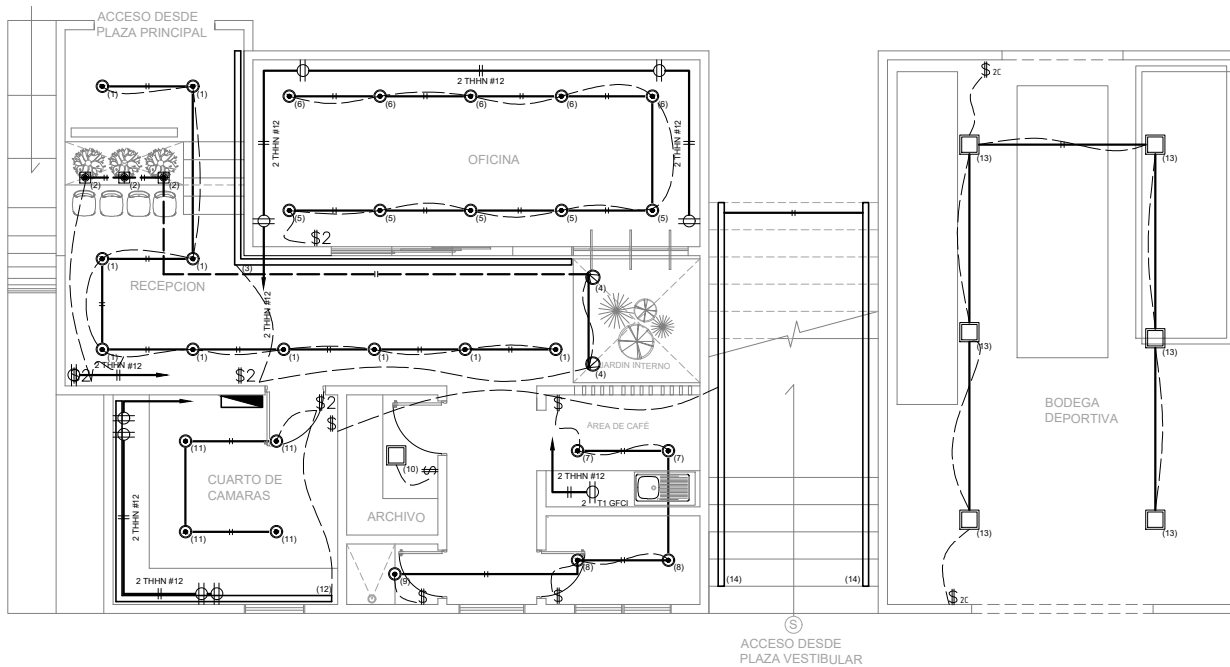 ACCESO DESDE
PLAZA PRINCIPAL
(1)
(1)
2 THHN #12
(6)
(6)
(6)
(6)
(6)
2 THHN #12
2 THHN #12
OFICINA
(2)
(2)
(2)
(5)
(5)
(5)
(5)
(5)
$2
(1)
(1)
RECEPCION
(3)
(4)
2 THHN #12
(1)
(1)
(1)
(1)
(1)
(1)
(4)
JARDIN INTERNO
2 THHN #12
$2
$2
$2
$
$
AREA DE CAFÉ
(11)
(11)
(7)
(7)
(10)
$
CUARTO DE
CAMARAS
2 THHN #12
2 T1 GFCI
2 THHN #12
ARCHIVO
(11)
(11)
(9)
(8)
(8)
2 THHN #12
(12)
$
$
(14)
(14)
S
ACCESO DESDE
PLAZA VESTIBULAR
$ 2C
(13)
(13)
(13)
(13)
BODEGA
DEPORTIVA
(13)
(13)
$ 2C